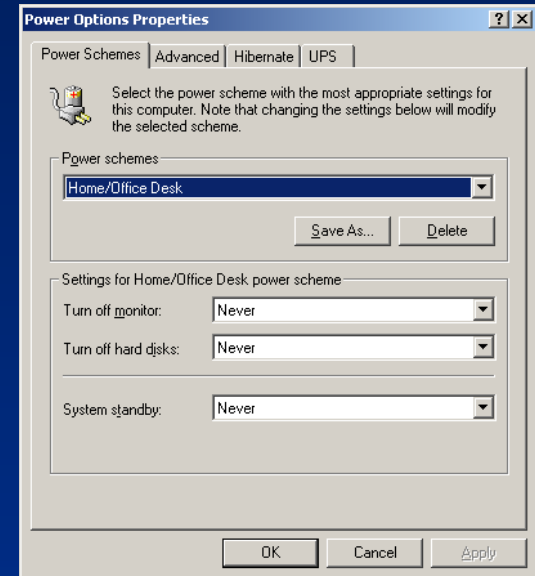 Power Options Properties
Power Schemes Advanced Hibernate UPS
Select the power scheme with the most appropriate settings for
this computer. Note that changing the settings below will modify
the selected scheme.
Power schemes
Home/Office Desk
Save As... Delete
Settings for Home/Office Desk power scheme
Turn off monitor: Never
Turn off hard disks: Never
System standby: Never
OK Cancel Apply